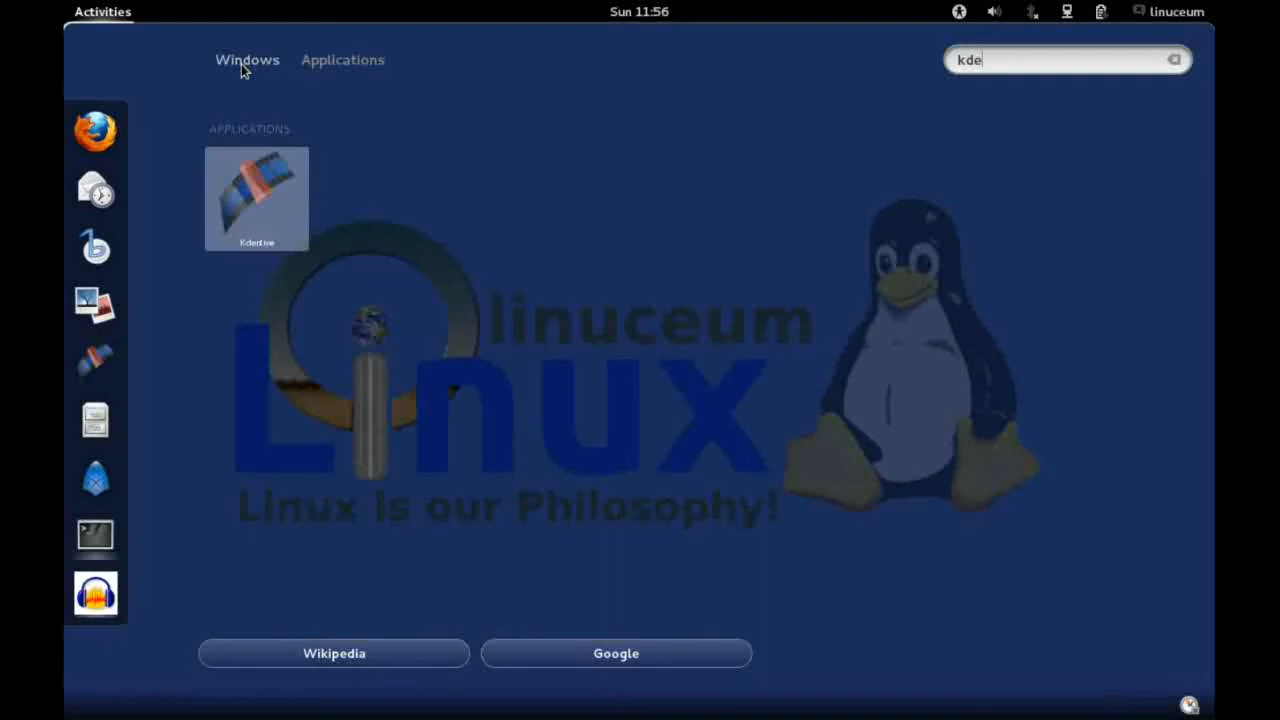 Activities
Sun 11:56
linuceum
Windows
Applications
kde
APPLICATIONS
Kdenlive
linuceum
Linux
Linux is our Philosophy!
Wikipedia
Google